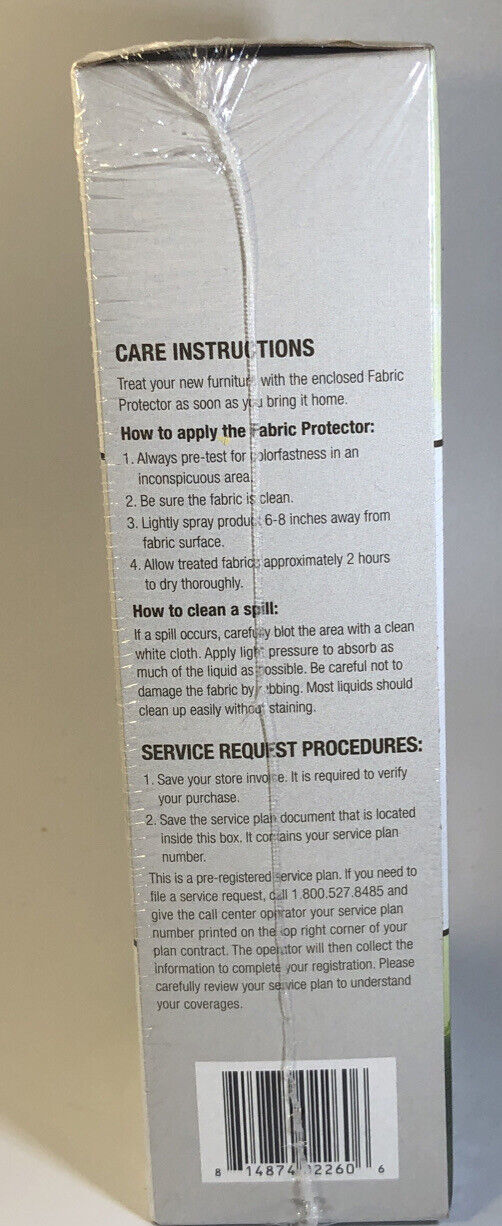 CARE INSTRUCTIONS
Treat your new furniture with the enclosed Fabric
Protector as soon as you bring it home.
How to apply the Fabric Protector:
1. Always pre-test for colorfastness in an
inconspicuous area.
2. Be sure the fabric is clean.
3. Lightly spray product 6-8 inches away from
fabric surface.
4. Allow treated fabrics approximately 2 hours
to dry thoroughly.
How to clean a spill:
If a spill occurs, carefully blot the area with a clean
white cloth. Apply light pressure to absorb as
much of the liquid as possible. Be careful not to
damage the fabric by rubbing. Most liquids should
clean up easily without staining.
SERVICE REQUEST PROCEDURES:
1. Save your store invoice. It is required to verify
your purchase.
2. Save the service plan document that is located
inside this box. It contains your service plan
number.
This is a pre-registered service plan. If you need to
file a service request, call 1.800.527.8485 and
give the call center operator your service plan
number printed on the top right corner of your
plan contract. The operator will then collect the
information to complete your registration. Please
carefully review your service plan to understand
your coverages.
8 14874 2260 6